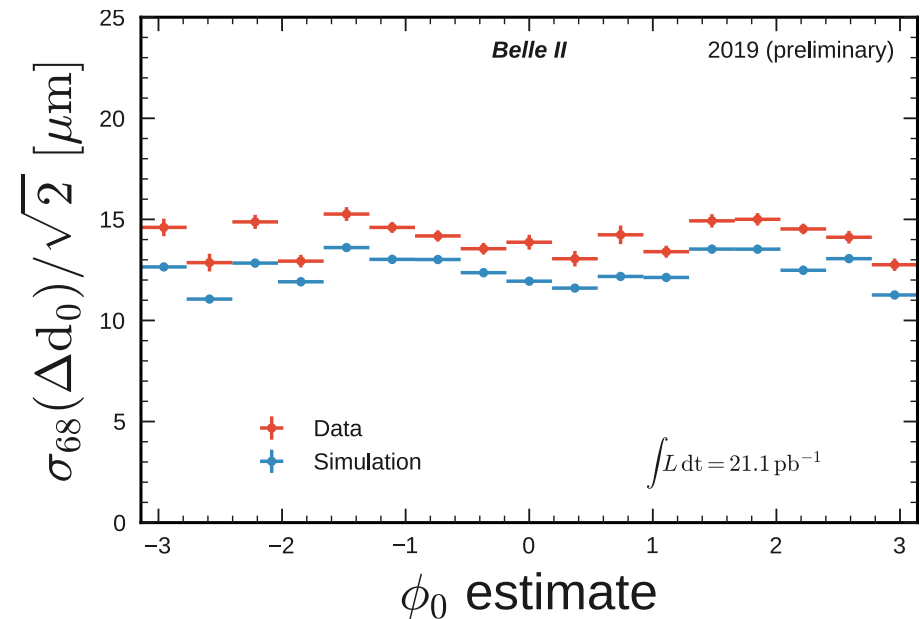 Belle II 2019 (preliminary)
σ₆₈(Δd₀)/√2 [μm]
25
20
15
10
5
0
Data
Simulation
∫L dt = 21.1 pb⁻¹
−3 −2 −1 0 1 2 3
ϕ₀ estimate